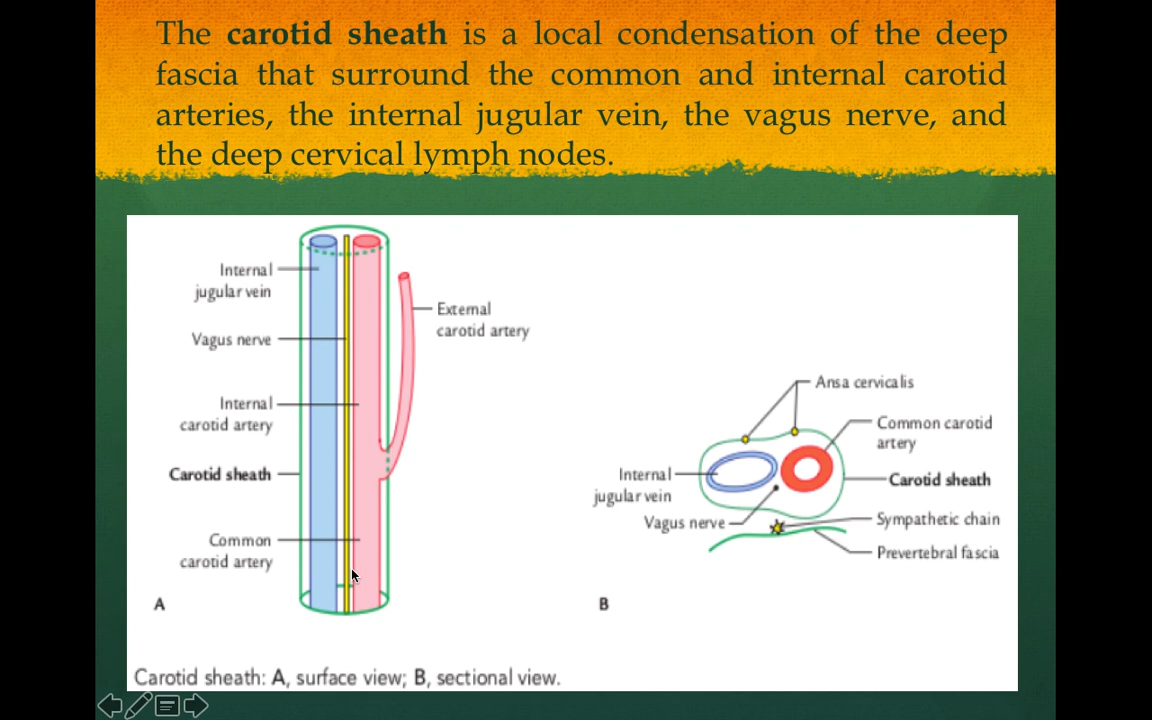 The carotid sheath is a local condensation of the deep
fascia that surround the common and internal carotid
arteries, the internal jugular vein, the vagus nerve, and
the deep cervical lymph nodes.
Internal
jugular vein
Vagus nerve
Internal
carotid artery
Carotid sheath
Common
carotid artery
External
carotid artery
A
Ansa cervicalis
Common carotid
artery
Internal
jugular vein
Carotid sheath
Vagus nerve
Sympathetic chain
Prevertebral fascia
B
Carotid sheath: A, surface view; B, sectional view.